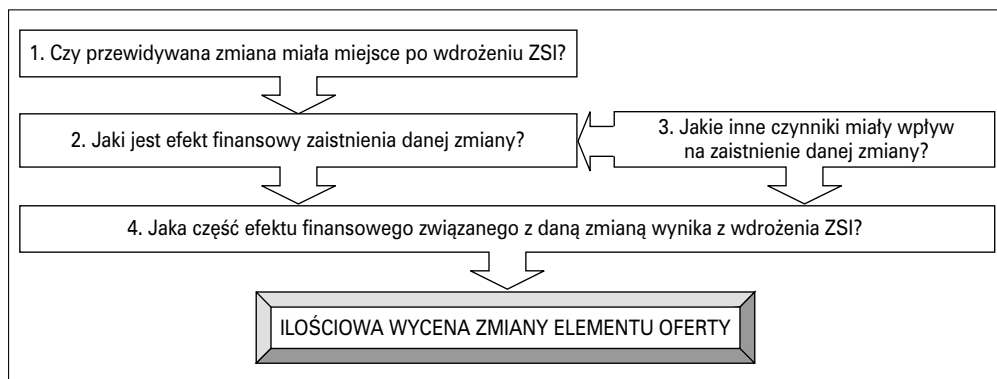 1. Czy przewidywana zmiana miała miejsce po wdrożeniu ZSI?
2. Jaki jest efekt finansowy zaistnienia danej zmiany?
3. Jakie inne czynniki miały wpływ
na zaistnienie danej zmiany?
4. Jaka część efektu finansowego związanego z daną zmianą wynika z wdrożenia ZSI?
ILOŚCIOWA WYCENA ZMIANY ELEMENTU OFERTY